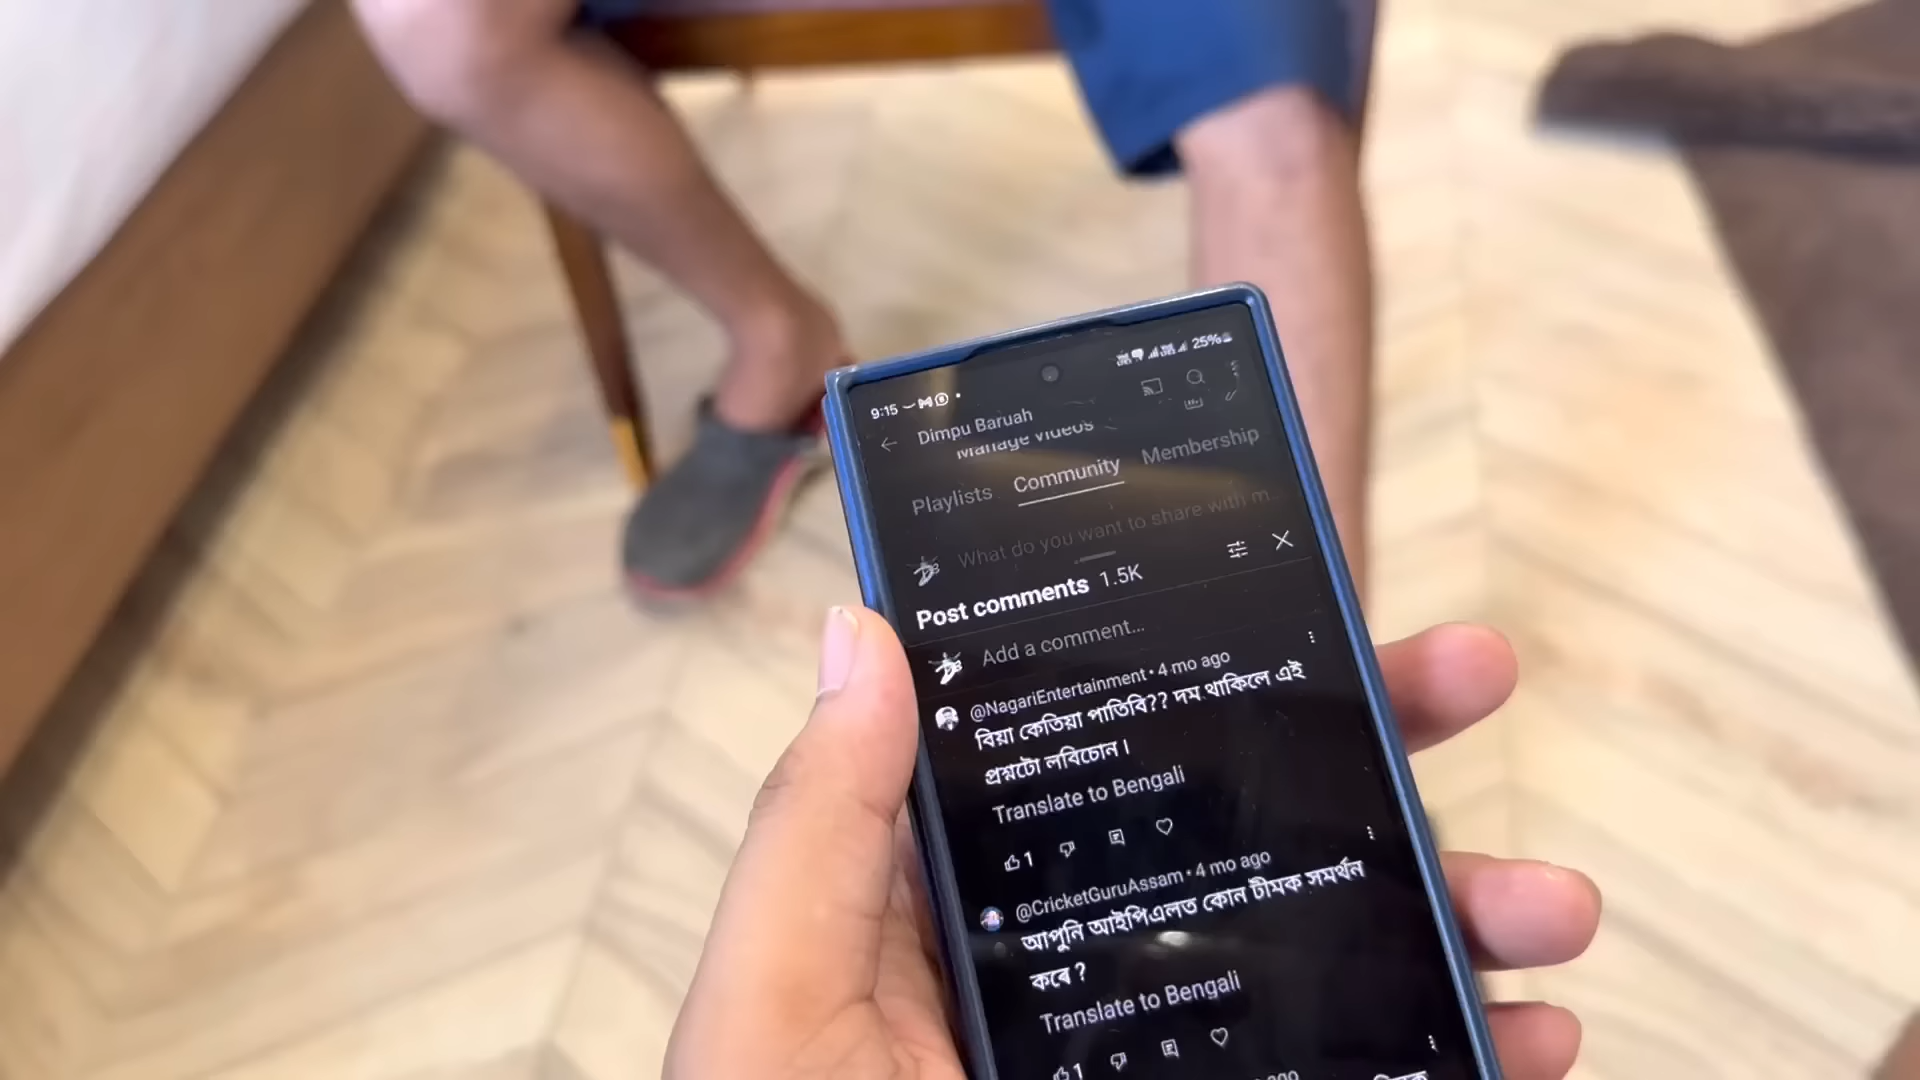 9:15
25%
Dimpu Baruah
Manage videos
Playlists Community Membership
What do you want to share with m
Post comments 1.5K
Add a comment...
@NagariEntertainment • 4 mo ago
বিয়া কেতিয়া পাতিবি?? দম থাকিলে এই
প্ৰশ্নটো লবিচোন।
Translate to Bengali
1
@CricketGuruAssam • 4 mo ago
আপুনি আইপিএলত কোন টীমক সমৰ্থন
কৰে ?
Translate to Bengali
1